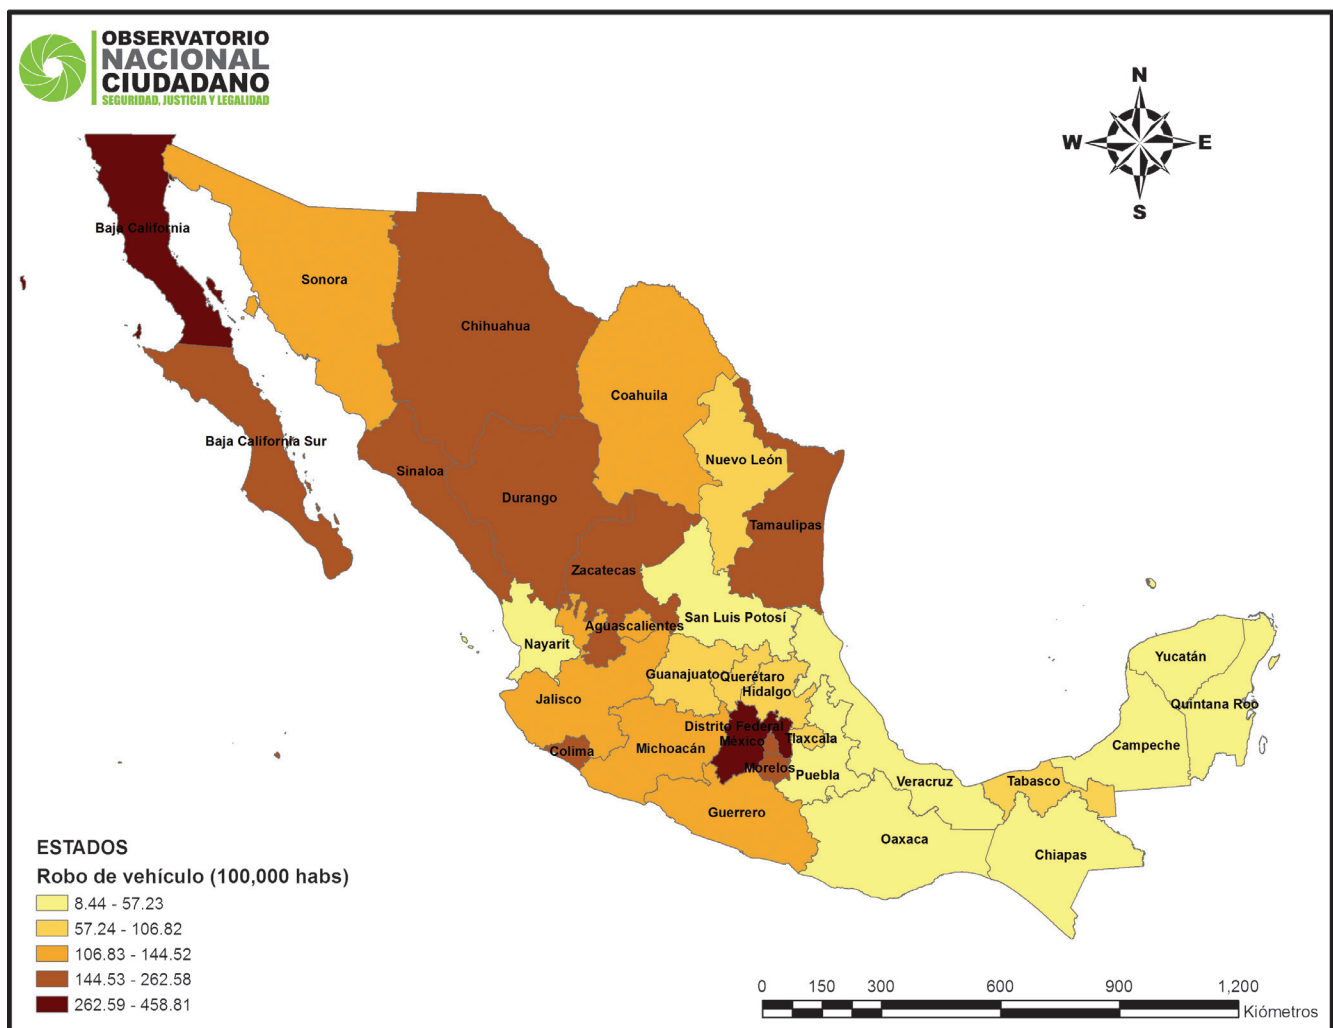 OBSERVATORIO
NACIONAL
CIUDADANO
SEGURIDAD, JUSTICIA Y LEGALIDAD
N
W E
S
Baja California
Sonora
Chihuahua
Coahuila
Baja California Sur
Nuevo León
Sinaloa
Durango
Tamaulipas
Zacatecas
San Luis Potosí
Aguascalientes
Nayarit
Yucatán
Guanajuato
Querétaro
Hidalgo
Jalisco
Quintana Roo
Distrito Federal
México
Tlaxcala
Campeche
Colima
Michoacán
Morelos
Puebla
Veracruz
Tabasco
Guerrero
Oaxaca
Chiapas
ESTADOS
Robo de vehículo (100,000 habs)
8.44 - 57.23
57.24 - 106.82
106.83 - 144.52
144.53 - 262.58
262.59 - 458.81
0 150 300 600 900 1,200
Kiómetros